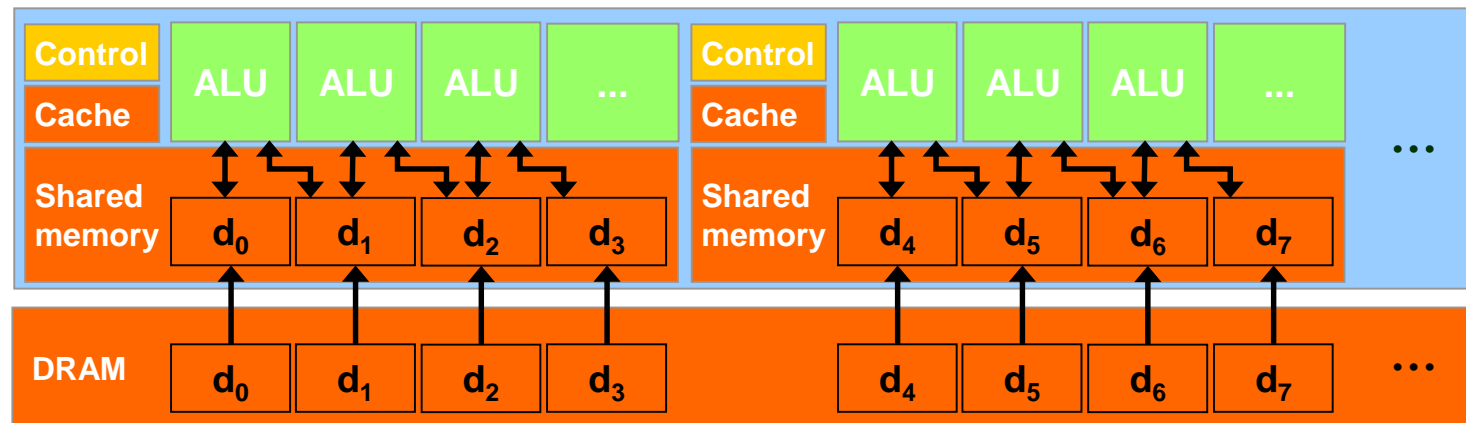 Control ALU ALU ALU ... Control ALU ALU ALU ...
Cache Cache
...
Shared memory d₀ d₁ d₂ d₃ Shared memory d₄ d₅ d₆ d₇
DRAM d₀ d₁ d₂ d₃ d₄ d₅ d₆ d₇ ...